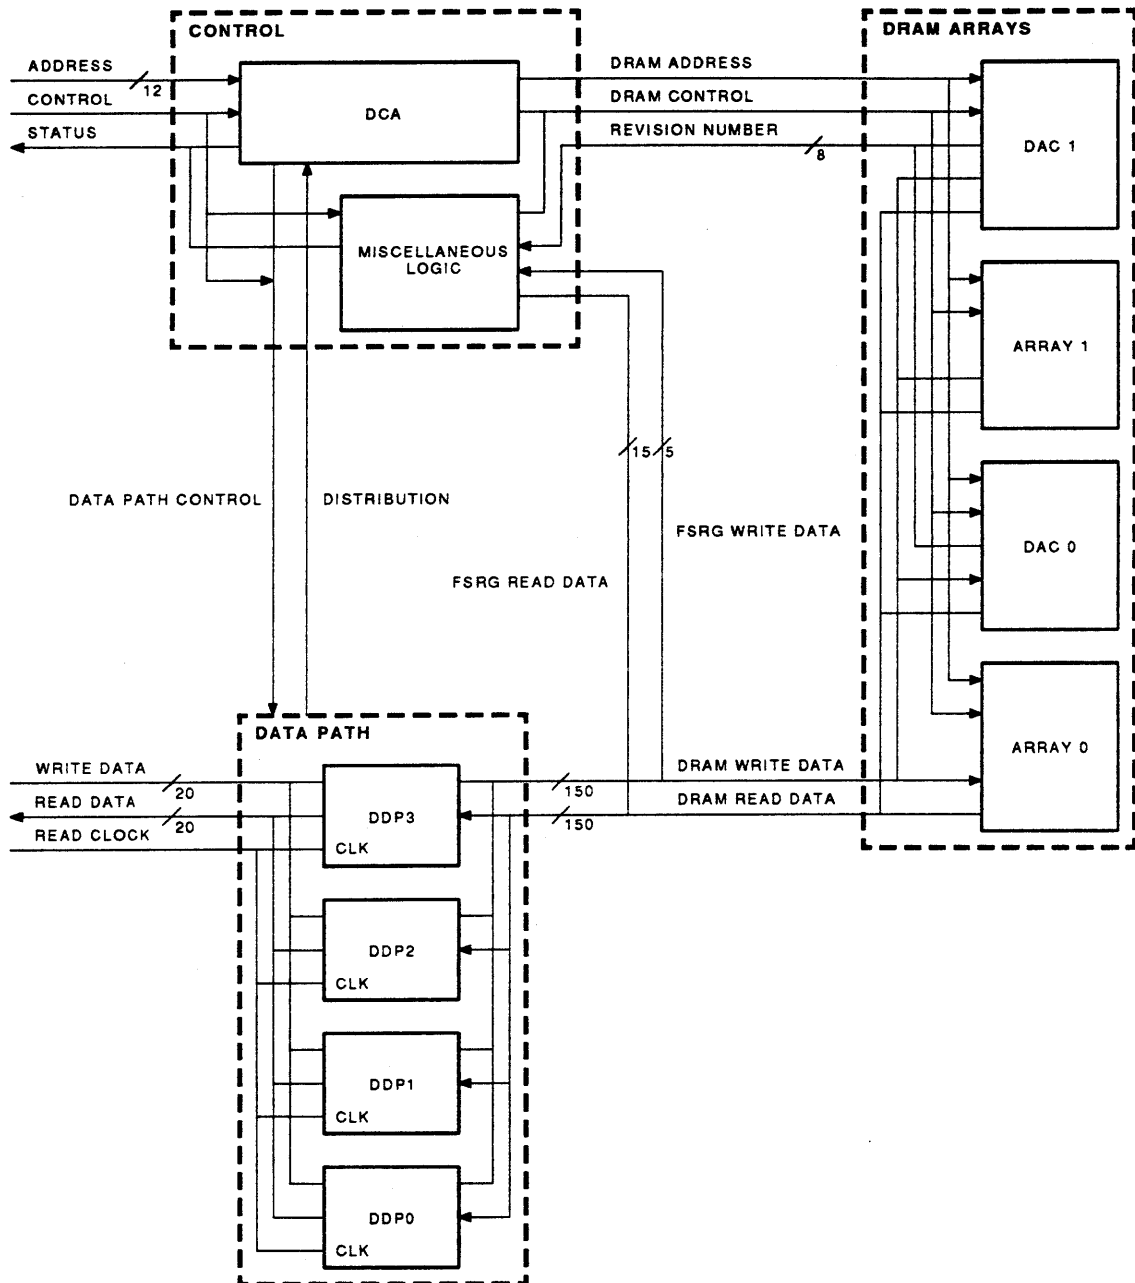 CONTROL
DRAM ARRAYS
ADDRESS
12
CONTROL
STATUS
DCA
MISCELLANEOUS
LOGIC
DRAM ADDRESS
DRAM CONTROL
REVISION NUMBER
8
DAC 1
ARRAY 1
DAC 0
ARRAY 0
15
5
DATA PATH CONTROL
DISTRIBUTION
FSRG WRITE DATA
FSRG READ DATA
DATA PATH
WRITE DATA
20
READ DATA
20
READ CLOCK
DDP3
CLK
DRAM WRITE DATA
150
DRAM READ DATA
150
DDP2
CLK
DDP1
CLK
DDP0
CLK